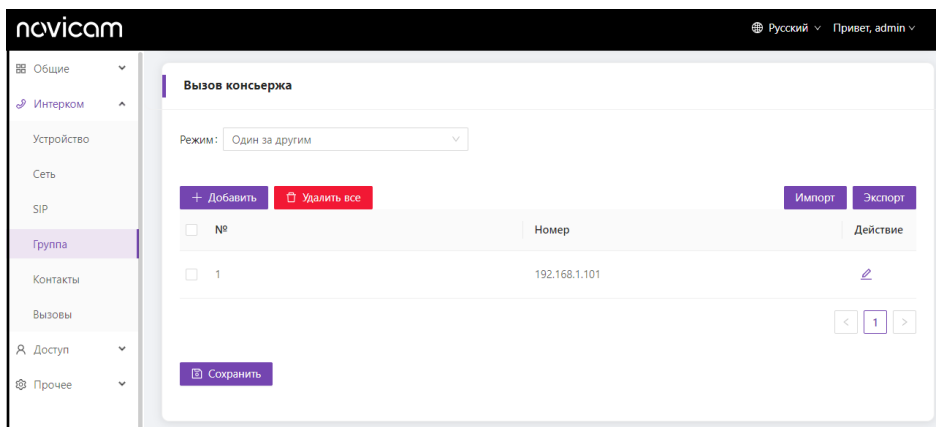 novicam
Русский Привет, admin
Общие
Интерком
Устройство
Сеть
SIP
Группа
Контакты
Вызовы
Доступ
Прочее
Вызов консьержа
Режим: Один за другим
+ Добавить Удалить все Импорт Экспорт
№ Номер Действие
1 192.168.1.101
< 1 >
Сохранить